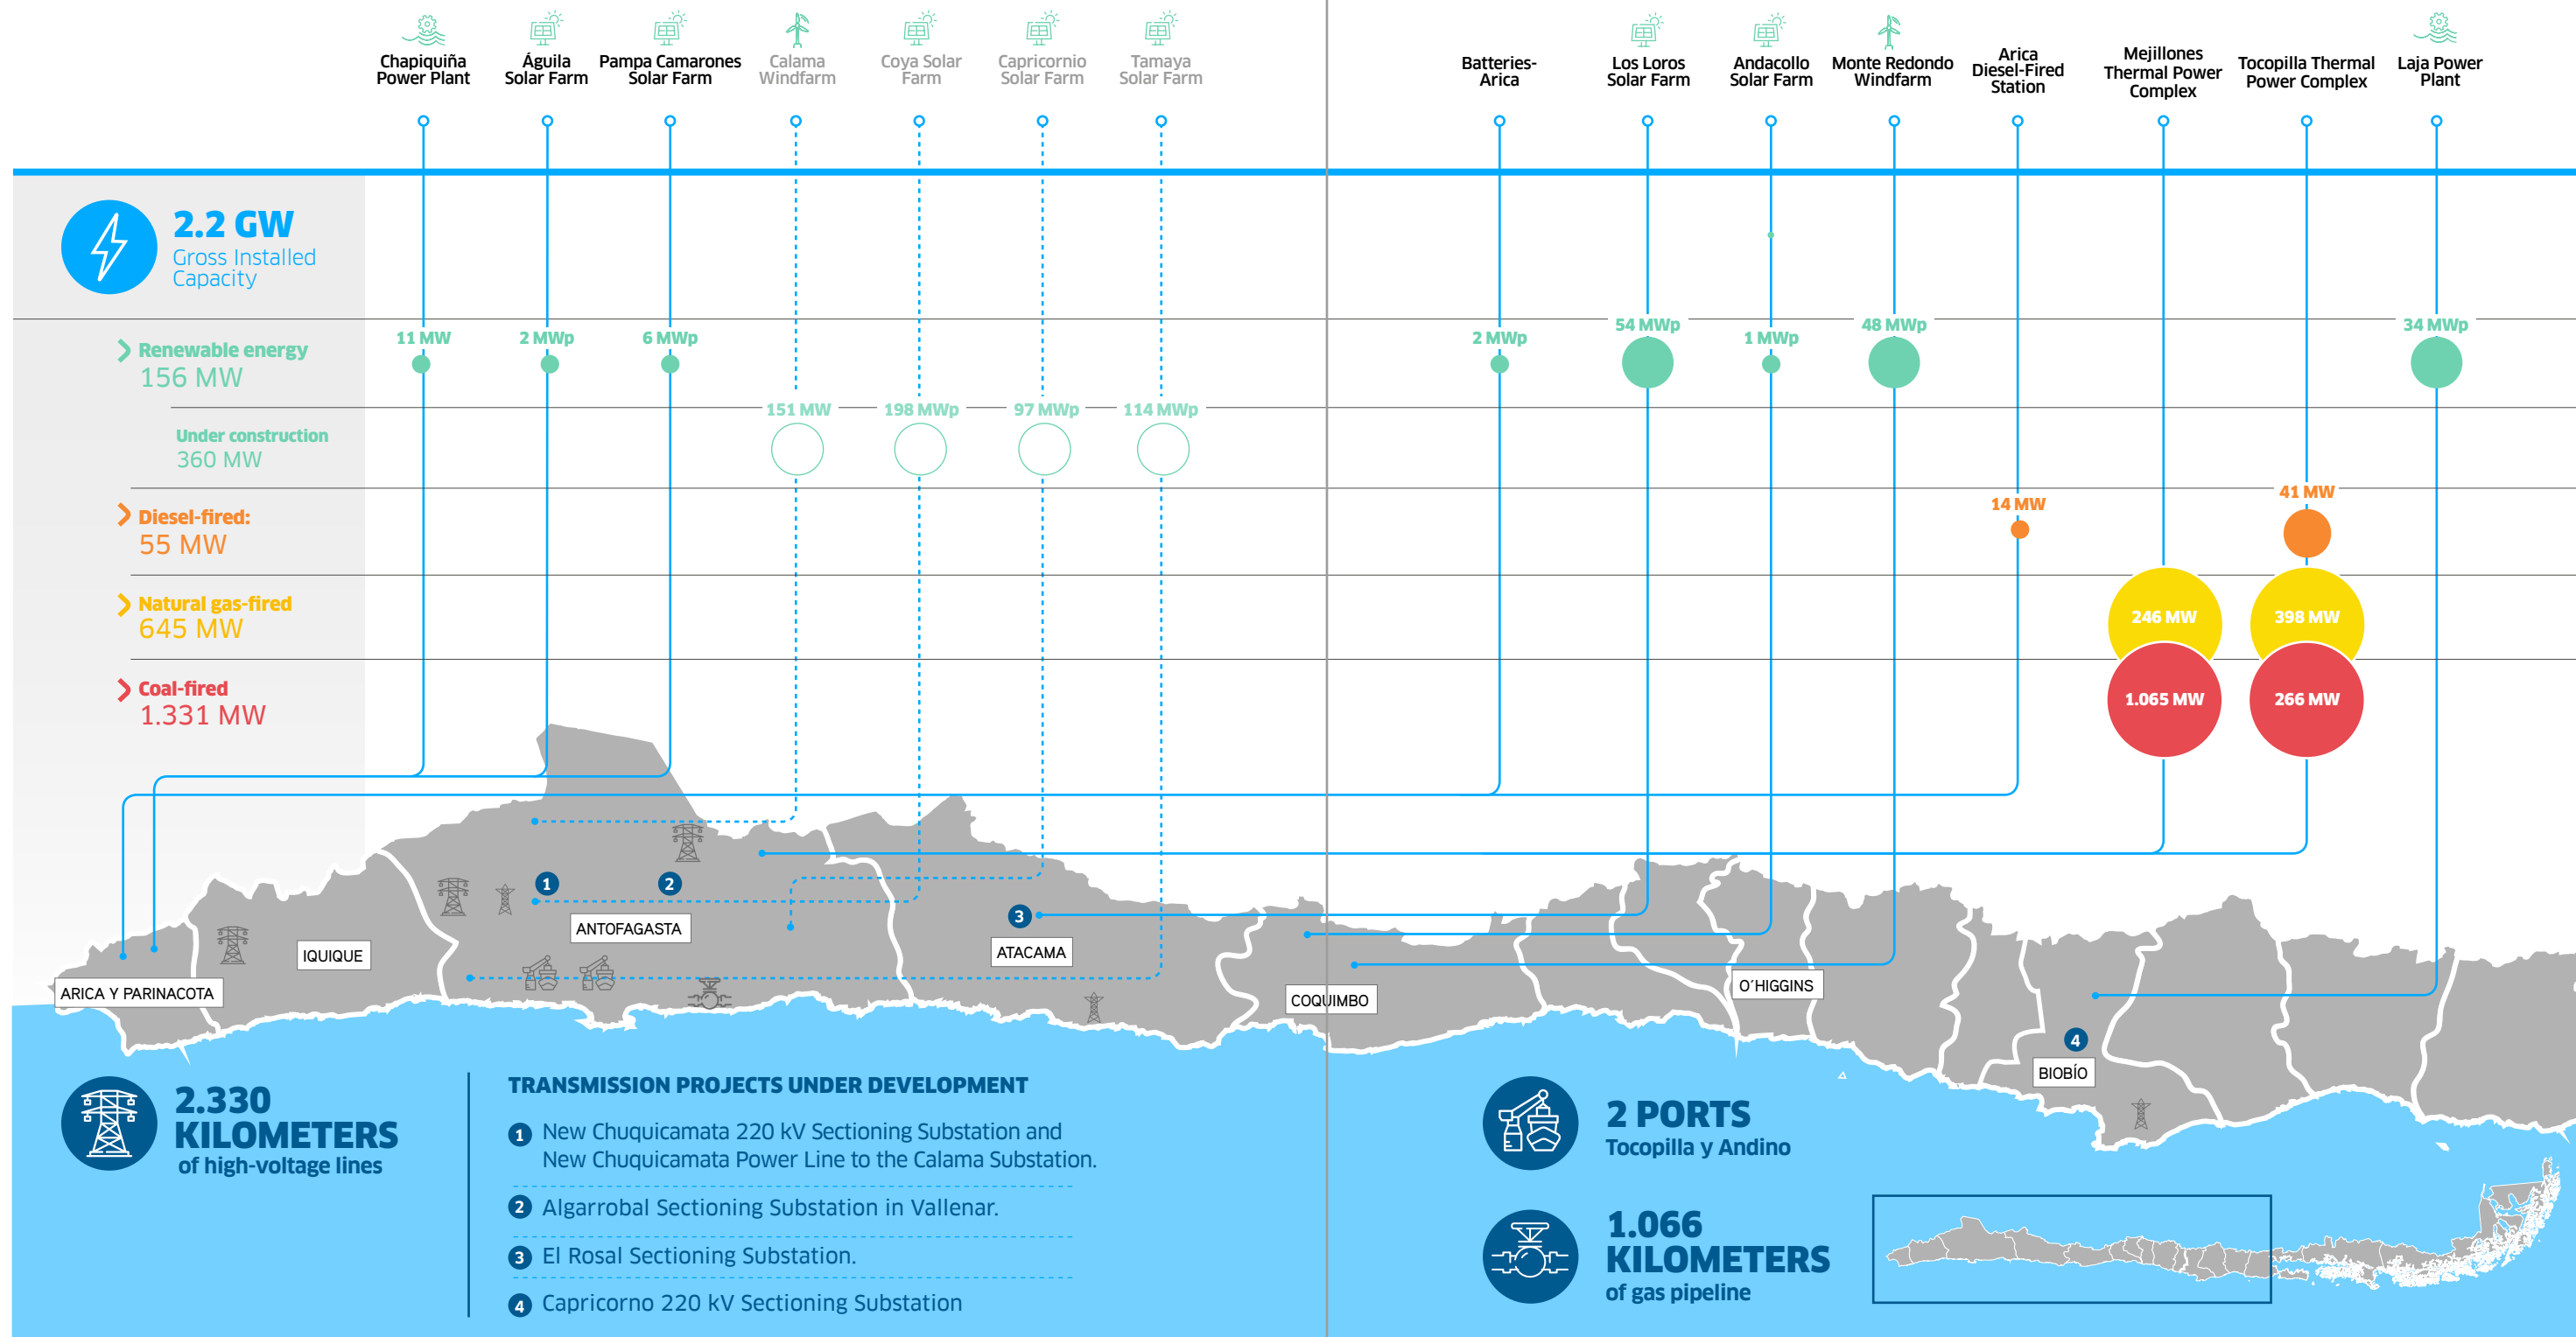 Chapiquiña
Power Plant
Águila
Solar Farm
Pampa Camarones
Solar Farm
Calama
Windfarm
Coya Solar
Farm
Capricornio
Solar Farm
Tamaya
Solar Farm
Batteries-
Arica
Los Loros
Solar Farm
Andacollo
Solar Farm
Monte Redondo
Windfarm
Arica
Diesel-Fired
Station
Mejillones
Thermal Power
Complex
Tocopilla Thermal
Power Complex
Laja Power
Plant
2.2 GW
Gross Installed
Capacity
Renewable energy
156 MW
11 MW
2 MWp
6 MWp
2 MWp
54 MWp
1 MWp
48 MWp
34 MWp
Under construction
360 MW
151 MW
198 MWp
97 MWp
114 MWp
Diesel-fired:
55 MW
14 MW
41 MW
Natural gas-fired
645 MW
246 MW
398 MW
Coal-fired
1.331 MW
1.065 MW
266 MW
1
2
3
4
ARICA Y PARINACOTA
IQUIQUE
ANTOFAGASTA
ATACAMA
COQUIMBO
O´HIGGINS
BIOBÍO
2.330
KILOMETERS
of high-voltage lines
TRANSMISSION PROJECTS UNDER DEVELOPMENT
1 New Chuquicamata 220 kV Sectioning Substation and
New Chuquicamata Power Line to the Calama Substation.
2 Algarrobal Sectioning Substation in Vallenar.
3 El Rosal Sectioning Substation.
4 Capricorno 220 kV Sectioning Substation
2 PORTS
Tocopilla y Andino
1.066
KILOMETERS
of gas pipeline